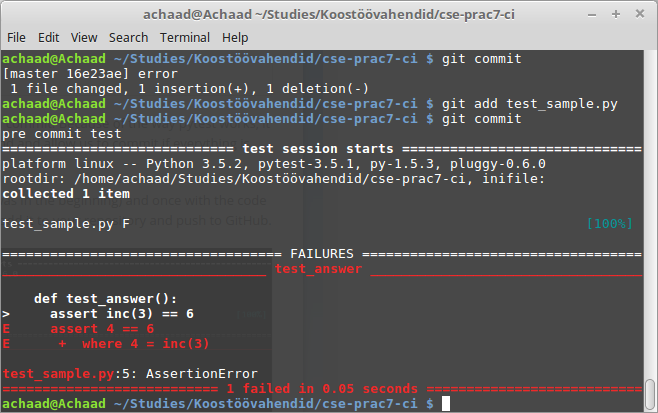 achaad@Achaad ~/Studies/Koostöövahendid/cse-prac7-ci
File Edit View Search Terminal Help
achaad@Achaad ~/Studies/Koostöövahendid/cse-prac7-ci $ git commit
[master 16e23ae] error
 1 file changed, 1 insertion(+), 1 deletion(-)
achaad@Achaad ~/Studies/Koostöövahendid/cse-prac7-ci $ git add test_sample.py
achaad@Achaad ~/Studies/Koostöövahendid/cse-prac7-ci $ git commit
pre commit test
============================= test session starts ==============================
platform linux -- Python 3.5.2, pytest-3.5.1, py-1.5.3, pluggy-0.6.0
rootdir: /home/achaad/Studies/Koostöövahendid/cse-prac7-ci, inifile:
collected 1 item
test_sample.py F [100%]
=================================== FAILURES ===================================
_________________________________ test_answer __________________________________
    def test_answer():
>     assert inc(3) == 6
E     assert 4 == 6
E      +  where 4 = inc(3)
test_sample.py:5: AssertionError
=========================== 1 failed in 0.05 seconds ===========================
achaad@Achaad ~/Studies/Koostöövahendid/cse-prac7-ci $